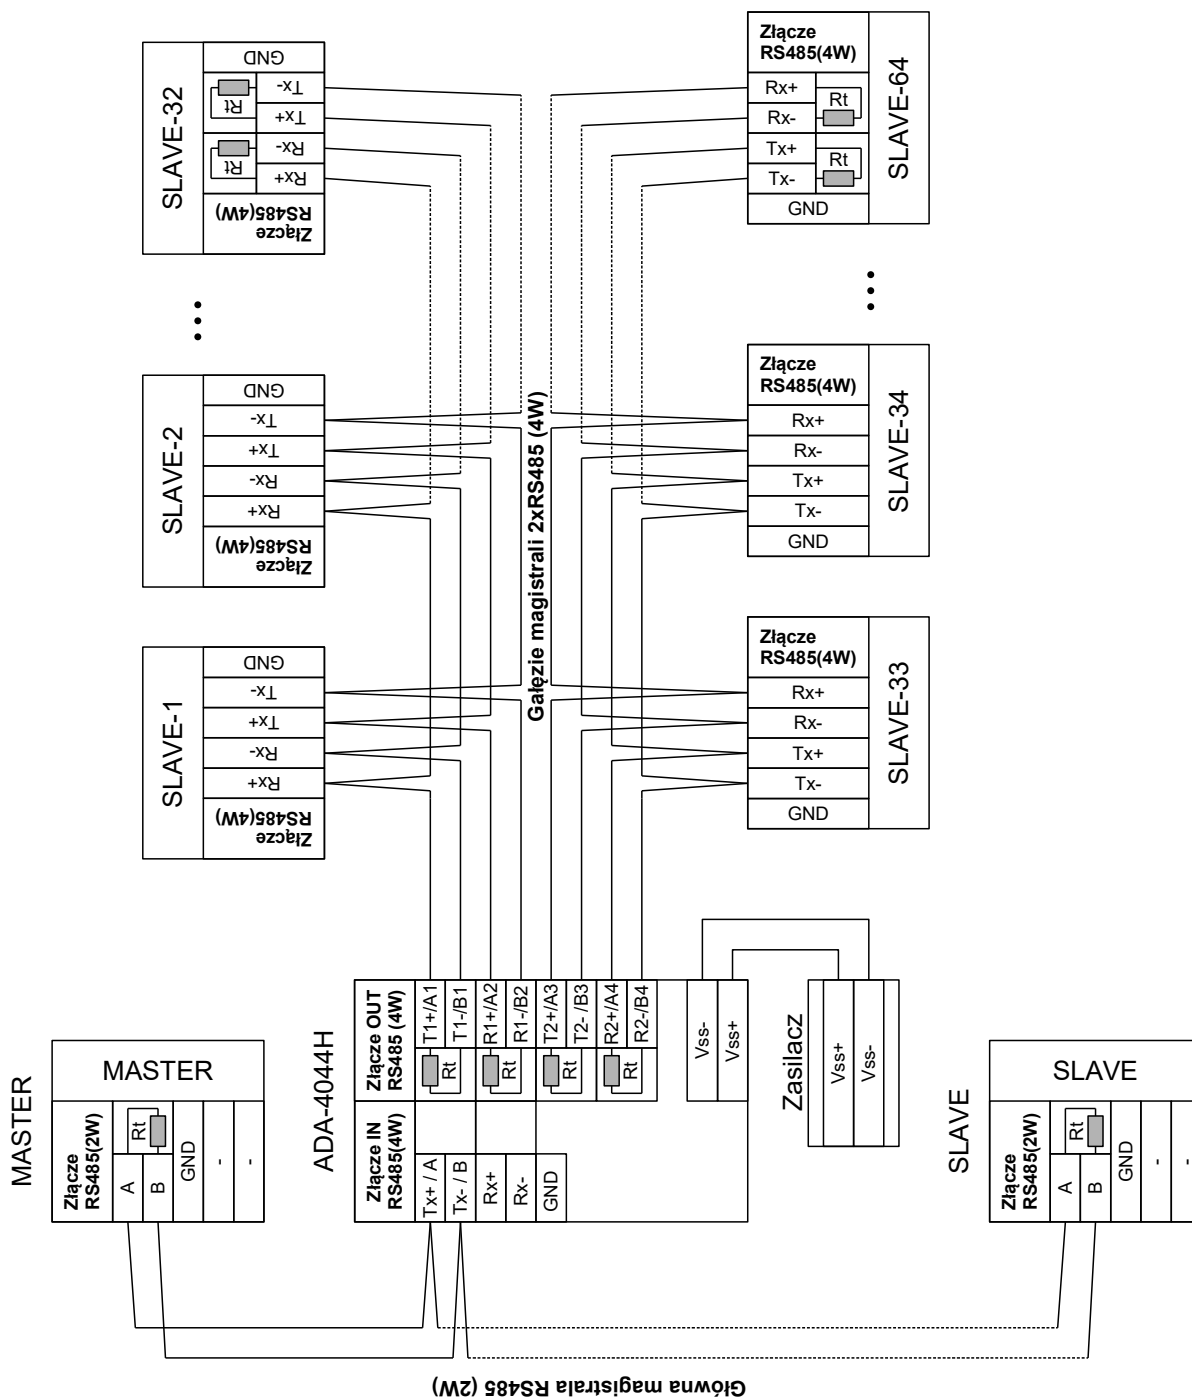 SLAVE-32
GND
Tx-
Tx+
Rx-
Rx+
Rt
Rt
Złącze
RS485(4W)
Złącze
RS485(4W)
Rx+
Rx-
Tx+
Tx-
GND
Rt
Rt
SLAVE-64
...
...
SLAVE-2
GND
Tx-
Tx+
Rx-
Rx+
Złącze
RS485(4W)
Złącze
RS485(4W)
Rx+
Rx-
Tx+
Tx-
GND
SLAVE-34
Gałęzie magistrali 2xRS485 (4W)
SLAVE-1
GND
Tx-
Tx+
Rx-
Rx+
Złącze
RS485(4W)
Złącze
RS485(4W)
Rx+
Rx-
Tx+
Tx-
GND
SLAVE-33
MASTER
MASTER
Złącze
RS485(2W)
A
B
GND
-
-
Rt
ADA-4044H
Złącze OUT
RS485 (4W)
T1+/A1
T1-/B1
R1+/A2
R1-/B2
T2+/A3
T2- /B3
R2+/A4
R2-/B4
Rt
Rt
Rt
Rt
Złącze IN
RS485(4W)
Tx+ / A
Tx- / B
Rx+
Rx-
GND
Vss-
Vss+
Zasilacz
Vss+
Vss-
SLAVE
SLAVE
Złącze
RS485(2W)
A
B
GND
-
-
Rt
Główna magistrala RS485 (2W)